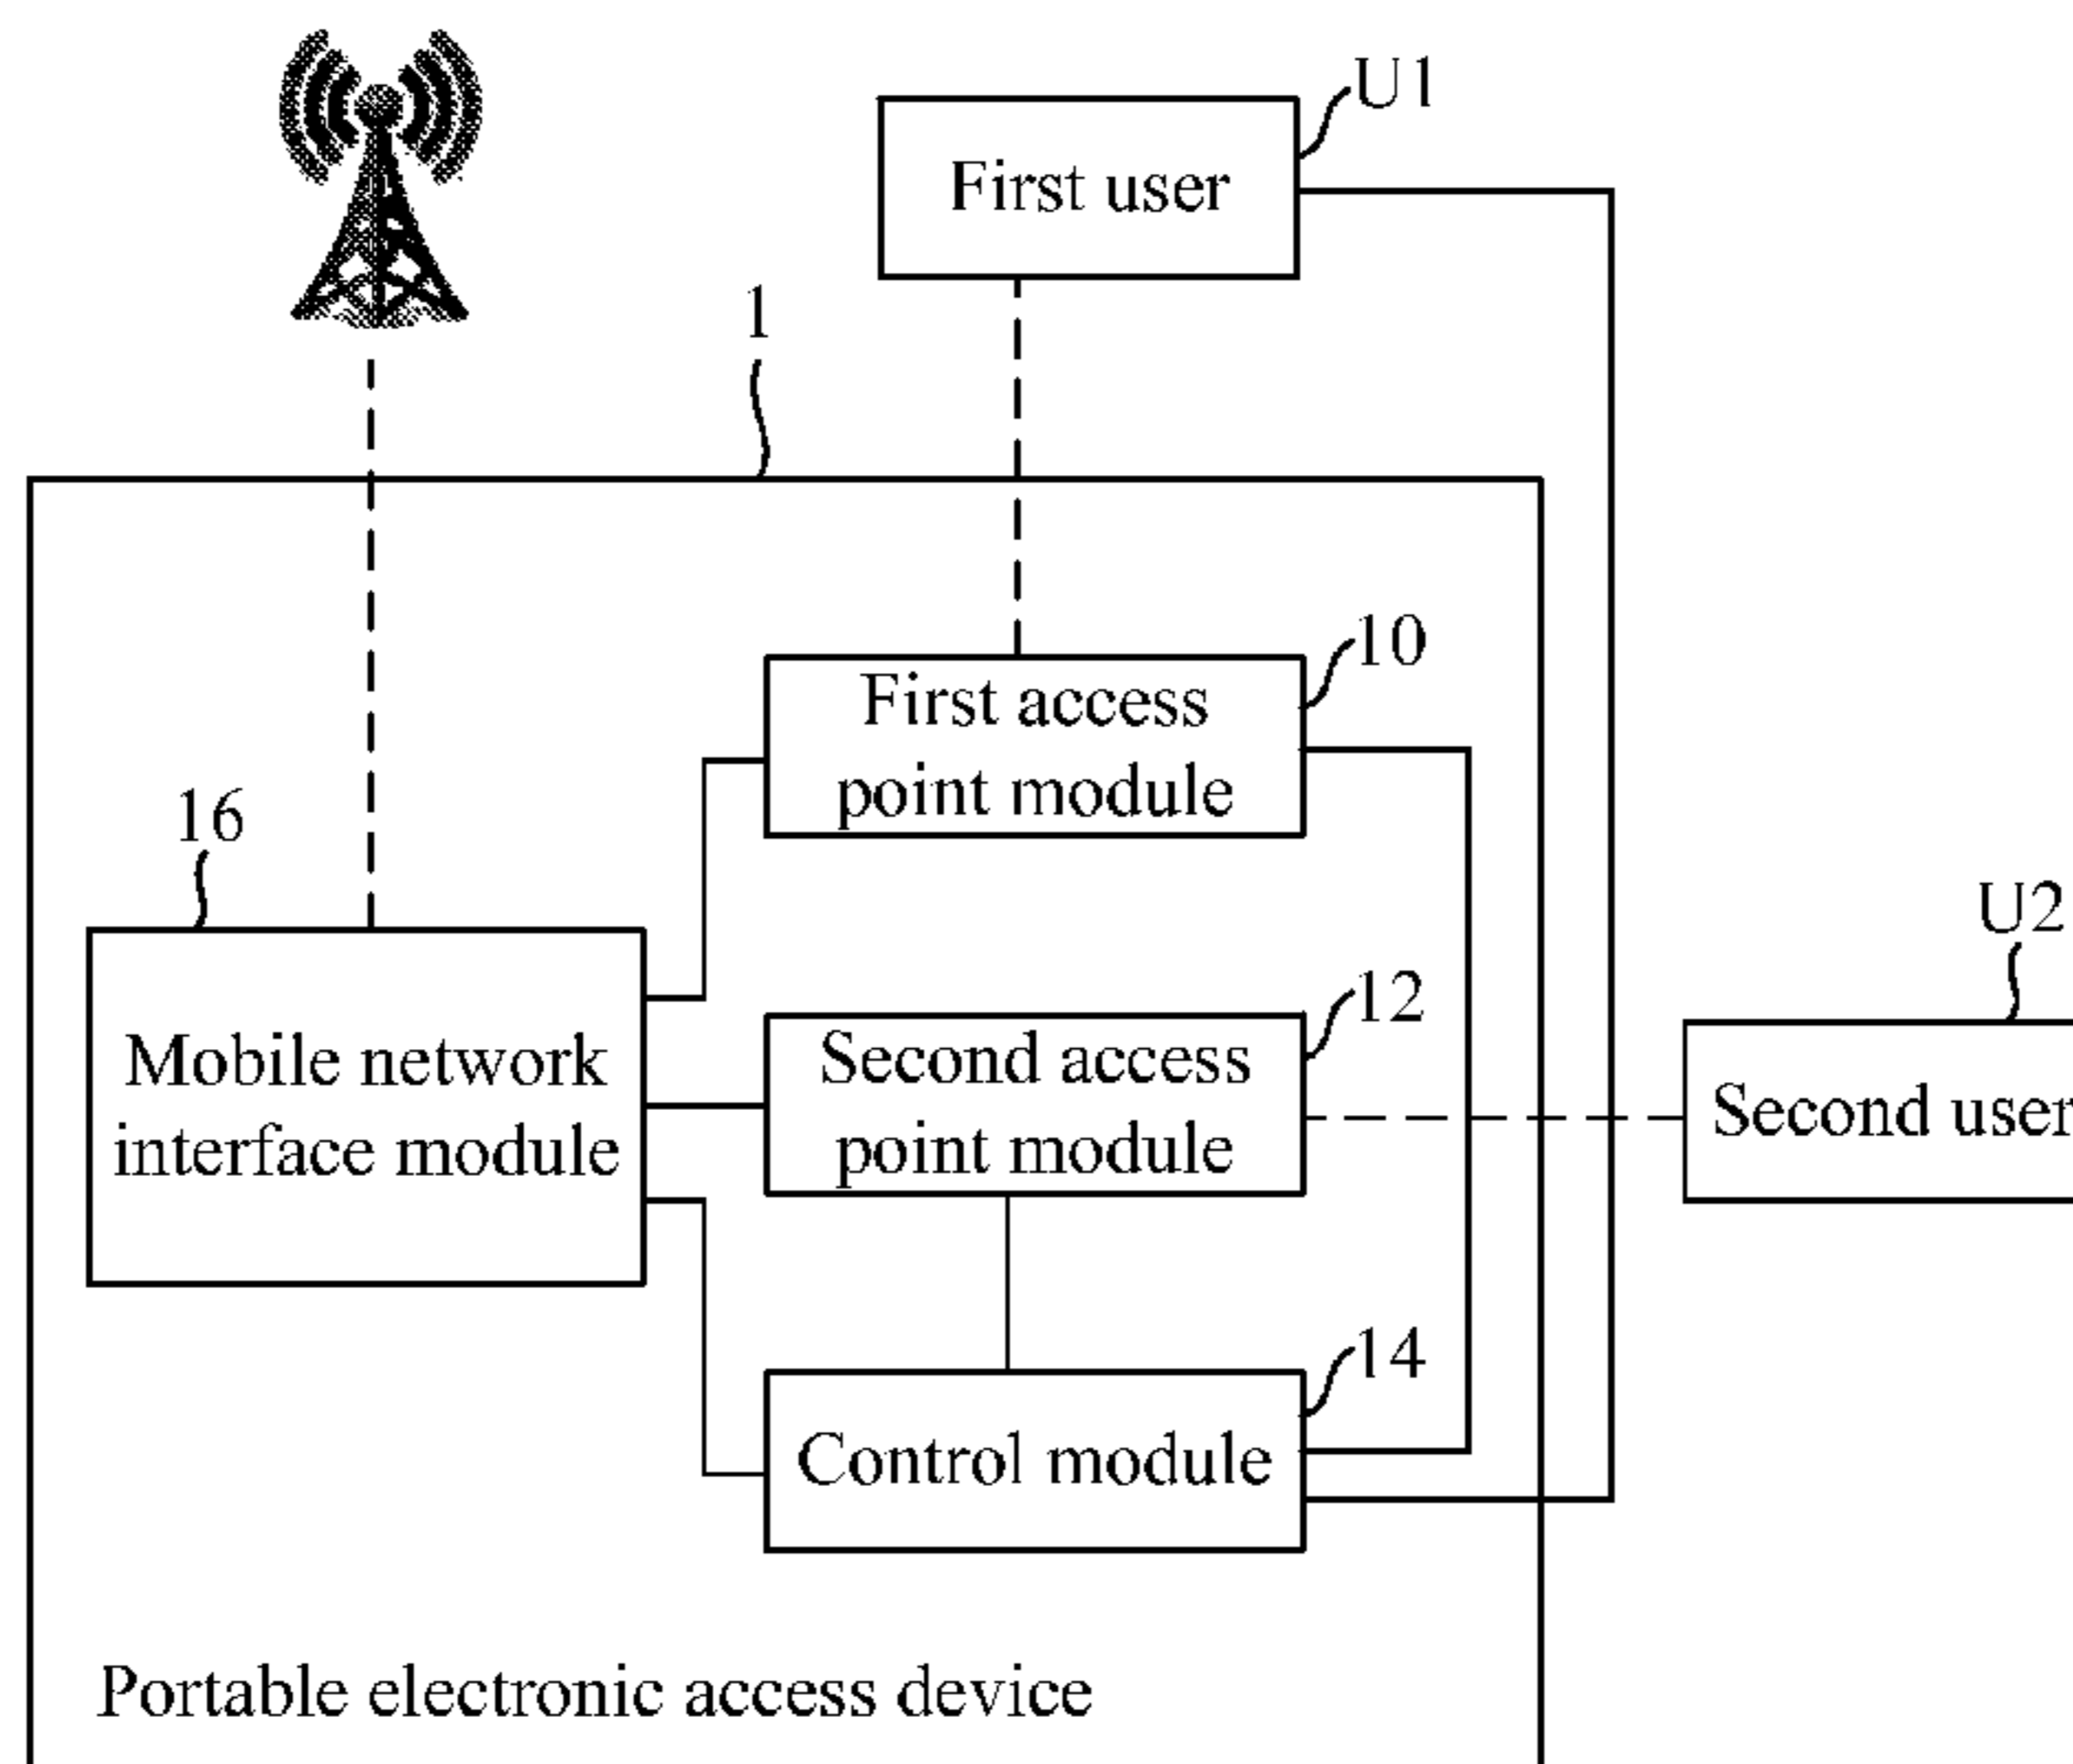 U1
First user
1
10
First access
point module
16
U2
12
Mobile network
interface module
Second access
point module
Second user
14
Control module
Portable electronic access device